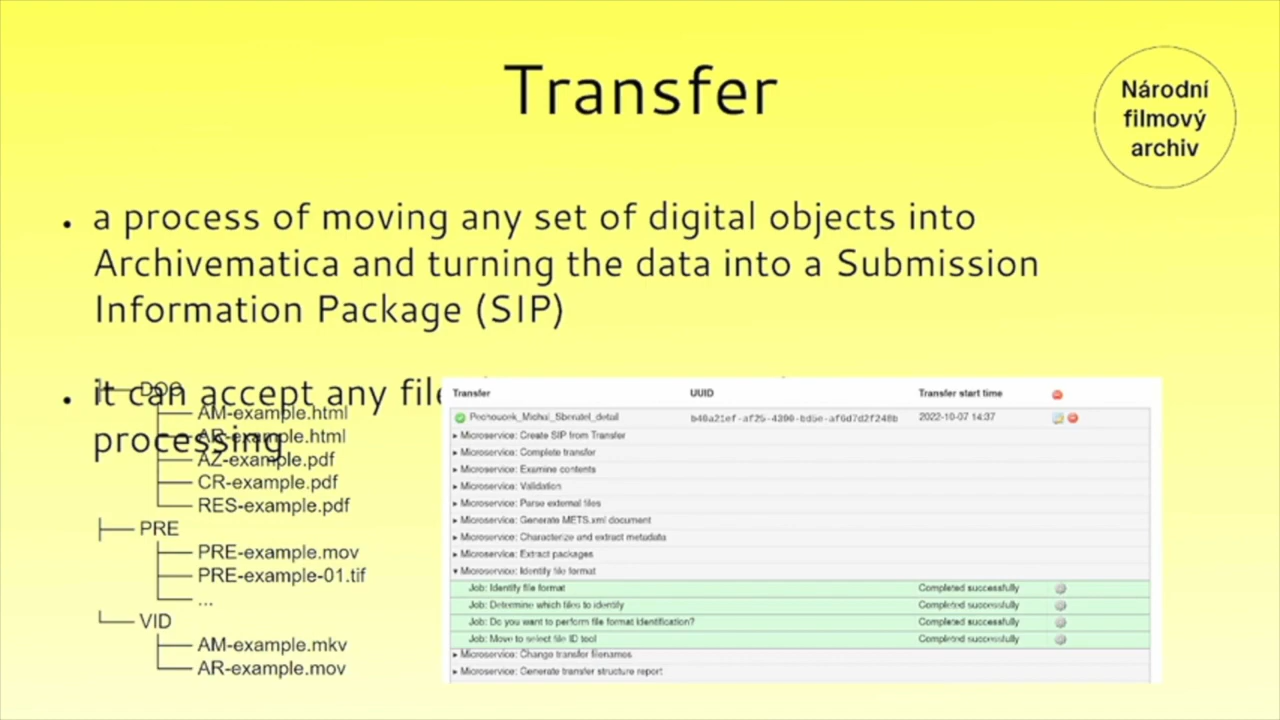 Transfer
Národní
filmový
archiv
• a process of moving any set of digital objects into
Archivematica and turning the data into a Submission
Information Package (SIP)
• it can accept any file
processing
DOC
AM-example.html
AR-example.html
AZ-example.pdf
CR-example.pdf
RES-example.pdf
PRE
PRE-example.mov
PRE-example-01.tif
...
VID
AM-example.mkv
AR-example.mov
Transfer UUID Transfer start time
2022-10-07 14:37
Microservice: Create SIP from Transfer
Microservice: Complete transfer
Microservice: Examine contents
Microservice: Validation
Microservice: Parse external files
Microservice: Generate METS.xml document
Microservice: Characterize and extract metadata
Microservice: Extract packages
Microservice: Identify file format
Job: Identify file format Completed successfully
Job: Determine which files to identify Completed successfully
Job: Do you want to perform file format identification? Completed successfully
Job: Move to select file ID tool Completed successfully
Microservice: Change transfer filenames
Microservice: Generate transfer structure report